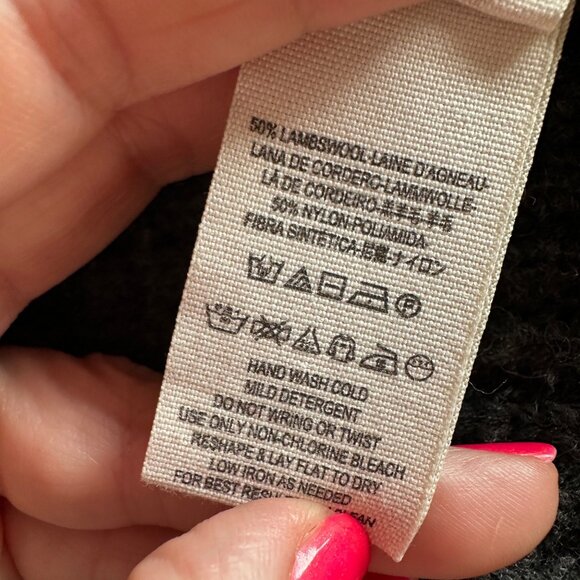 50% LAMBSWOOL-LAINE D'AGNEAU-
LANA DE CORDERO-LAMMWOLLE-
LÃ DE CORDEIRO-羔羊毛-羊毛
50% NYLON-POLIAMIDA-
FIBRA SINTETICA-尼龍-ナイロン
HAND WASH COLD
MILD DETERGENT
DO NOT WRING OR TWIST
USE ONLY NON-CHLORINE BLEACH
RESHAPE & LAY FLAT TO DRY
LOW IRON AS NEEDED
FOR BEST